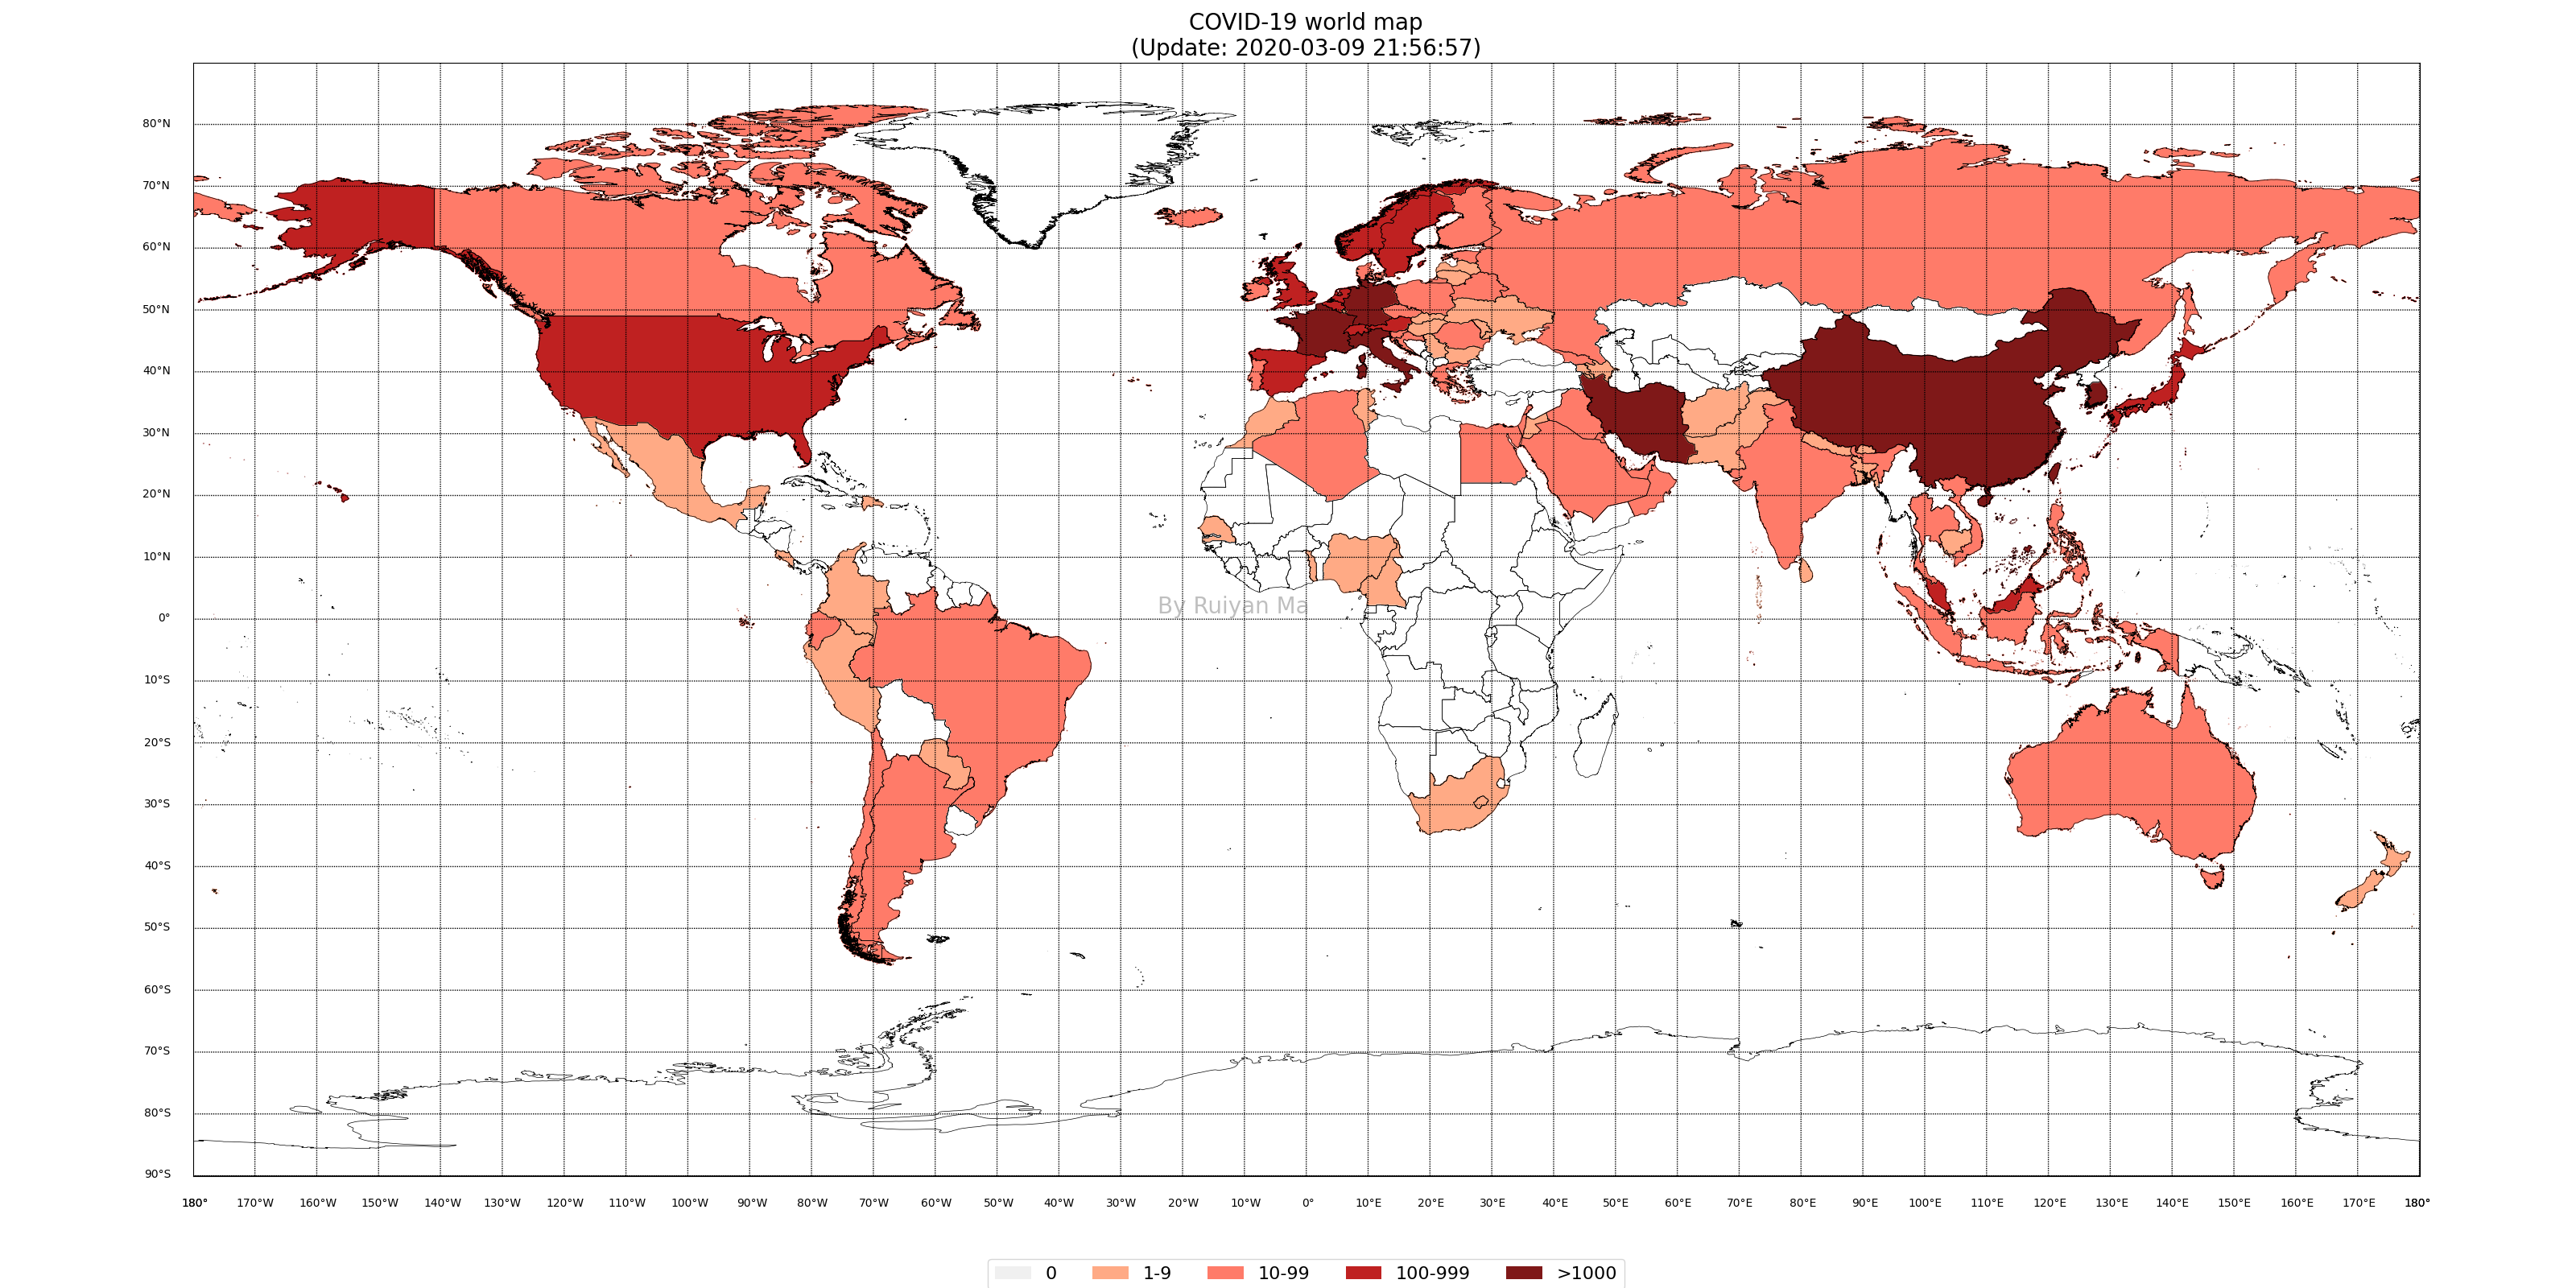 COVID-19 world map
(Update: 2020-03-09 21:56:57)
80°N
70°N
60°N
50°N
40°N
30°N
20°N
10°N
0°
10°S
20°S
30°S
40°S
50°S
60°S
70°S
80°S
90°S
By Ruiyan Ma
180° 170°W 160°W 150°W 140°W 130°W 120°W 110°W 100°W 90°W 80°W 70°W 60°W 50°W 40°W 30°W 20°W 10°W 0° 10°E 20°E 30°E 40°E 50°E 60°E 70°E 80°E 90°E 100°E 110°E 120°E 130°E 140°E 150°E 160°E 170°E 180°
0 1-9 10-99 100-999 >1000